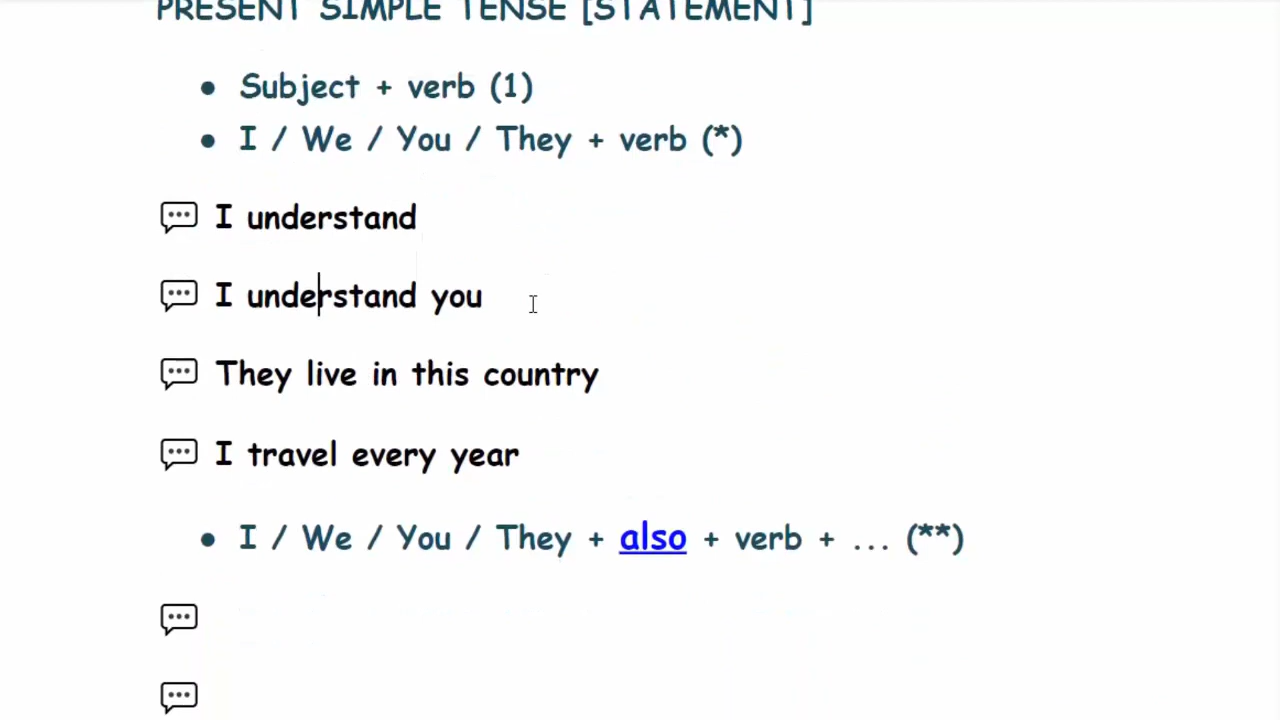 PRESENT SIMPLE TENSE [STATEMENT]
• Subject + verb (1)
• I / We / You / They + verb (*)
I understand
I understand you
They live in this country
I travel every year
• I / We / You / They + also + verb + ... (**)